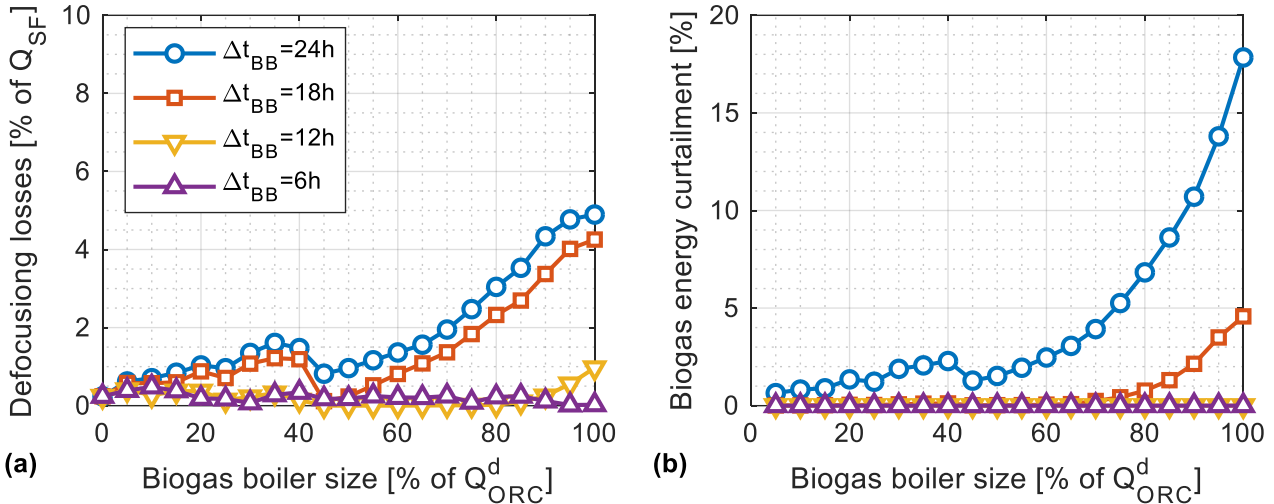 Defocusiong losses [% of Q_SF]
10
8
6
4
2
0
Δt_BB=24h
Δt_BB=18h
Δt_BB=12h
Δt_BB=6h
0 20 40 60 80 100
Biogas boiler size [% of Q^d_ORC]
(a)
Biogas energy curtailment [%]
20
15
10
5
0
0 20 40 60 80 100
Biogas boiler size [% of Q^d_ORC]
(b)